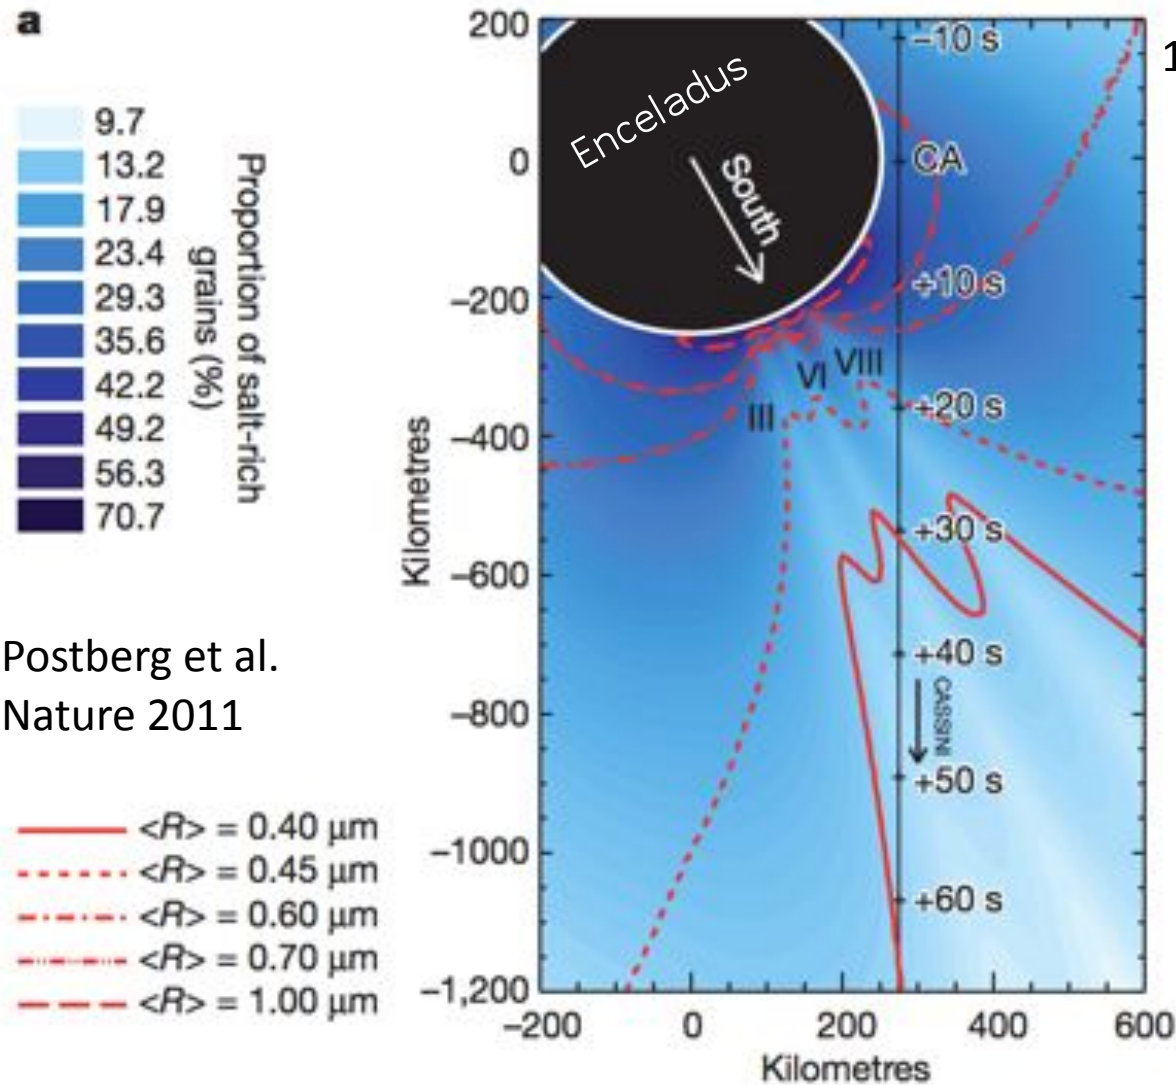 a
9.7
13.2
17.9
23.4
29.3
35.6
42.2
49.2
56.3
70.7
Proportion of salt-rich
grains (%)
Postberg et al.
Nature 2011
<R> = 0.40 µm
<R> = 0.45 µm
<R> = 0.60 µm
<R> = 0.70 µm
<R> = 1.00 µm
200
0
−200
−400
−600
−800
−1000
−1,200
Kilometres
Enceladus
South
−10 s
CA
+10 s
+20 s
+30 s
+40 s
+50 s
+60 s
CASSINI
III
VI
VIII
−200
0
200
400
600
Kilometres
1